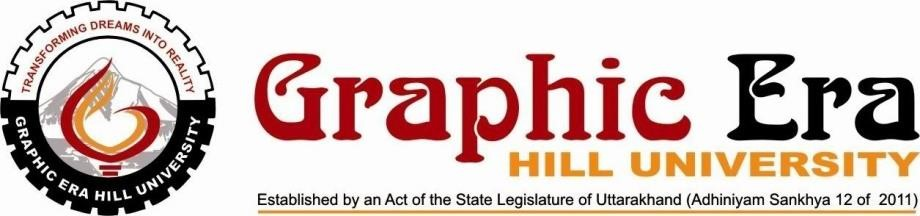 TRANSFORMING DREAMS INTO REALITY
GRAPHIC ERA HILL UNIVERSITY
Graphic Era
HILL UNIVERSITY
Established by an Act of the State Legislature of Uttarakhand (Adhiniyam Sankhya 12 of 2011)